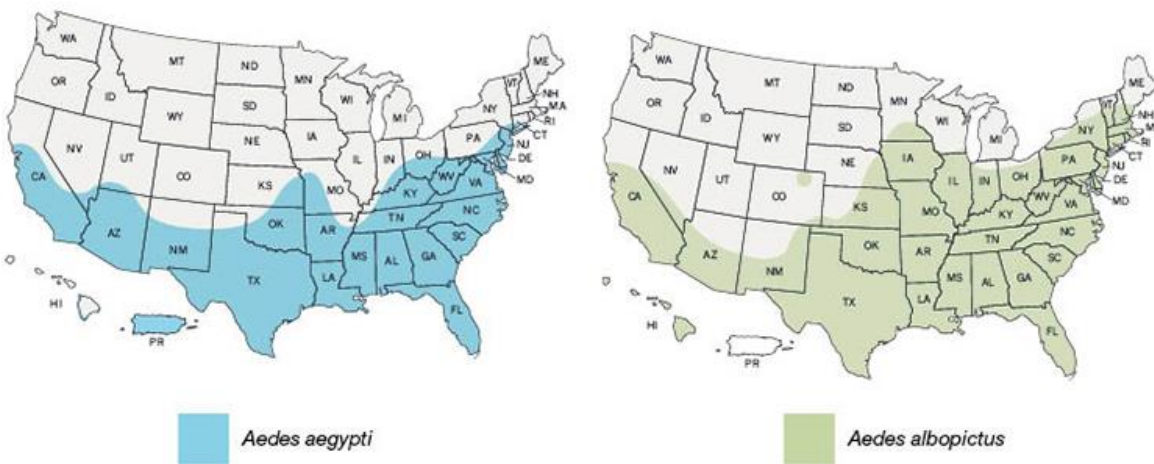 WA
MT
ND
MN
ME
VT
NH
MA
RI
CT
NJ
DE
MD
OR
ID
WY
SD
WI
MI
NY
PA
NV
UT
CO
NE
IA
IL
IN
OH
WV
VA
CA
KS
MO
KY
NC
TN
SC
AZ
NM
OK
AR
MS
AL
GA
TX
LA
FL
HI
PR
Aedes aegypti
WA
MT
ND
MN
ME
VT
NH
M
RI
CT
NJ
DE
MD
OR
ID
WY
SD
WI
MI
NY
PA
NV
UT
CO
NE
IA
IL
IN
OH
WV
VA
CA
KS
MO
KY
NC
TN
SC
AZ
NM
OK
AR
MS
AL
GA
TX
LA
FL
HI
PR
Aedes albopictus